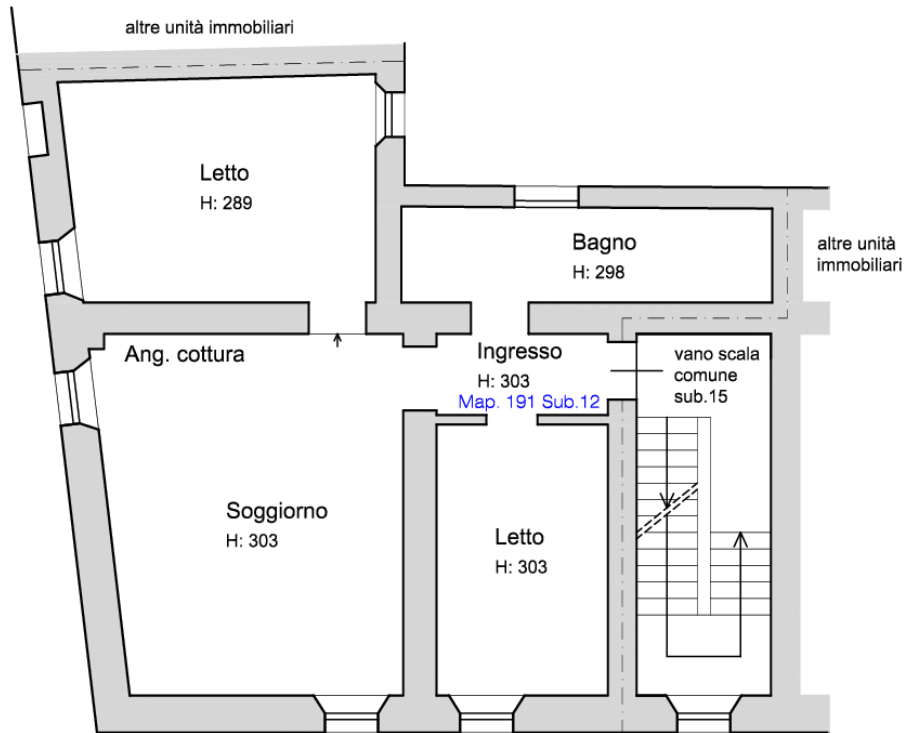 altre unità immobiliari
Letto
H: 289
Bagno
H: 298
altre unità
immobiliari
Ang. cottura
Ingresso
H: 303
Map. 191 Sub.12
vano scala
comune
sub.15
Soggiorno
H: 303
Letto
H: 303